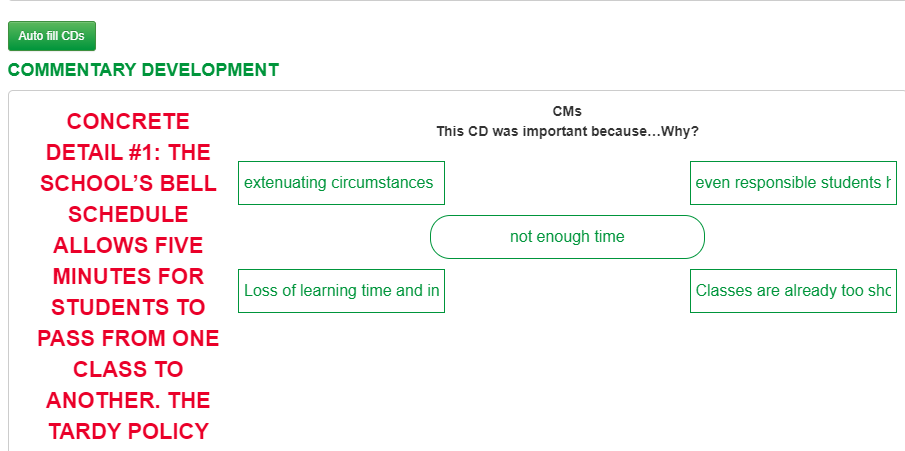 Auto fill CDs
COMMENTARY DEVELOPMENT
CONCRETE
DETAIL #1: THE
SCHOOL’S BELL
SCHEDULE
ALLOWS FIVE
MINUTES FOR
STUDENTS TO
PASS FROM ONE
CLASS TO
ANOTHER. THE
TARDY POLICY
CMs
This CD was important because…Why?
extenuating circumstances
even responsible students
not enough time
Loss of learning time and in
Classes are already too